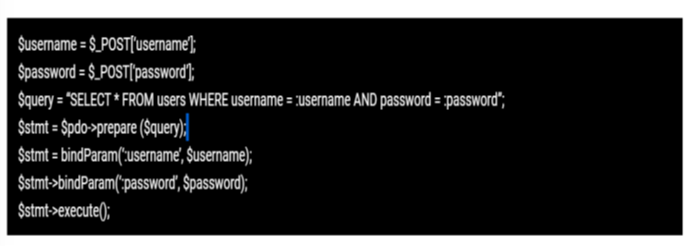 $username = $_POST['username'];
$password = $_POST['password'];
$query = "SELECT * FROM users WHERE username = :username AND password = :password";
$stmt = $pdo->prepare ($query);
$stmt = bindParam(':username', $username);
$stmt->bindParam(':password', $password);
$stmt->execute();